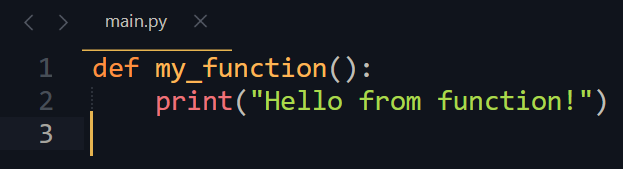 main.py
1 def my_function():
2     print("Hello from function!")
3